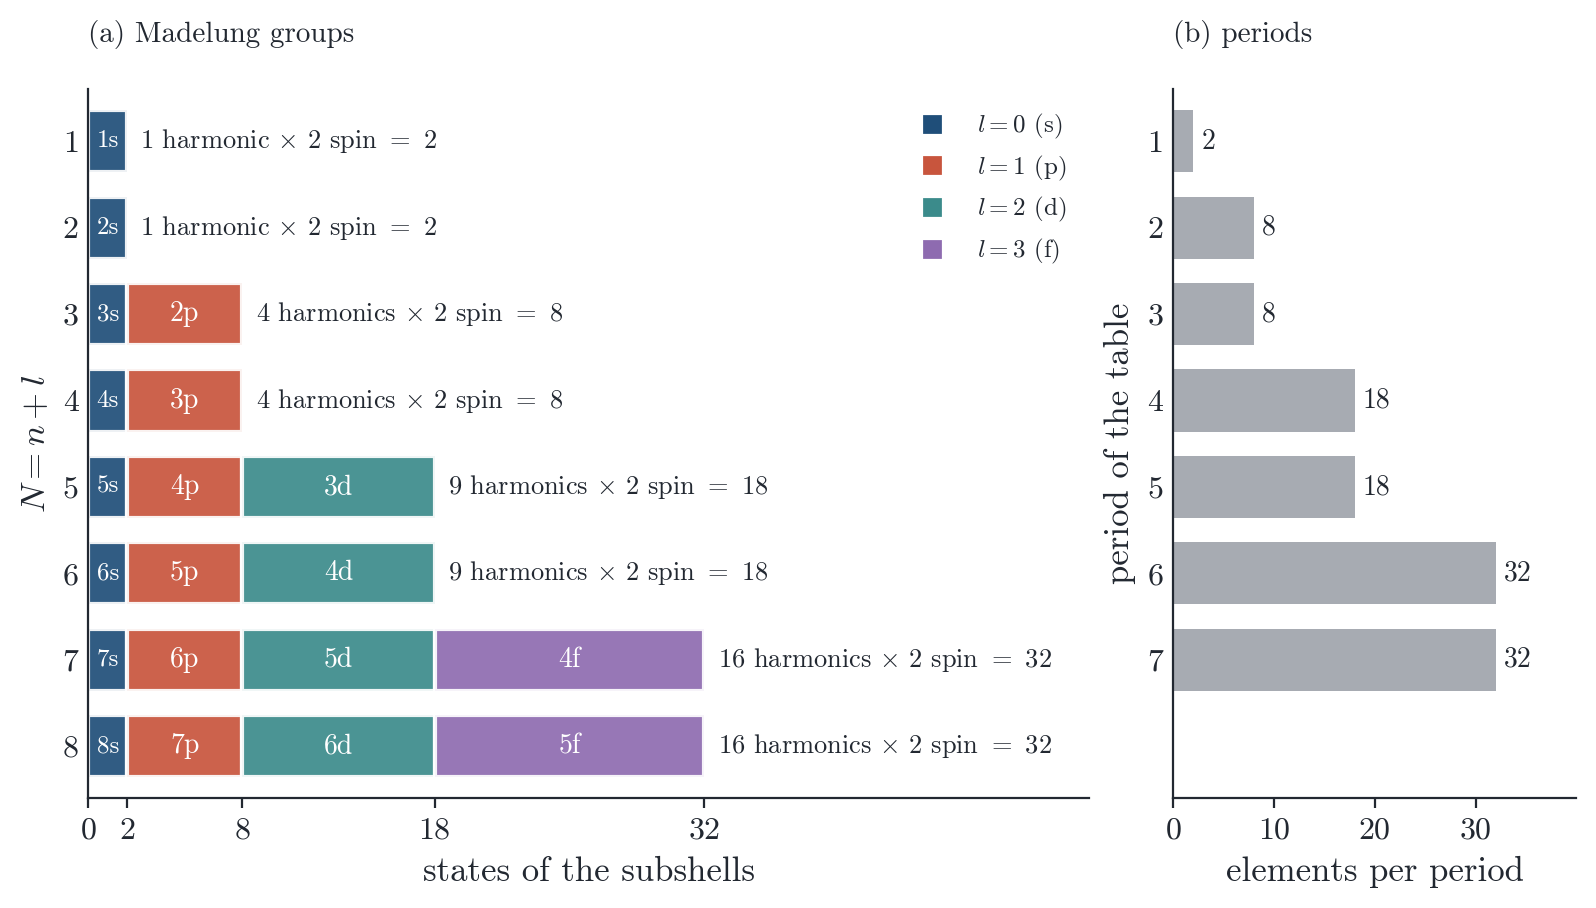 (a) Madelung groups
N = n + l
1
1s
1 harmonic × 2 spin = 2
2
2s
1 harmonic × 2 spin = 2
3
3s 2p
4 harmonics × 2 spin = 8
4
4s 3p
4 harmonics × 2 spin = 8
5
5s 4p 3d
9 harmonics × 2 spin = 18
6
6s 5p 4d
9 harmonics × 2 spin = 18
7
7s 6p 5d 4f
16 harmonics × 2 spin = 32
8
8s 7p 6d 5f
16 harmonics × 2 spin = 32
l = 0 (s)
l = 1 (p)
l = 2 (d)
l = 3 (f)
0 2 8 18 32
states of the subshells
(b) periods
period of the table
1 2
2 8
3 8
4 18
5 18
6 32
7 32
0 10 20 30
elements per period